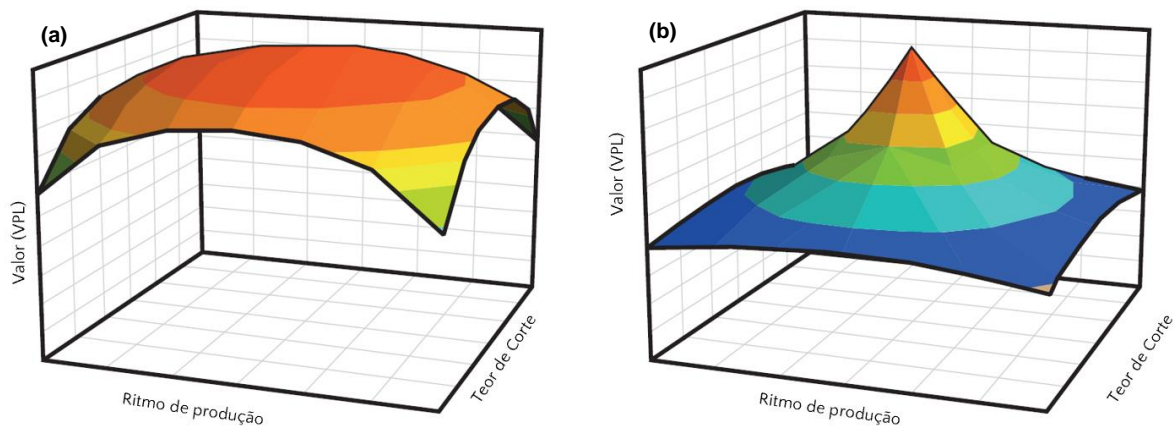 (a)
Valor (VPL)
Ritmo de produção
Teor de Corte
(b)
Valor (VPL)
Ritmo de produção
Teor de Corte